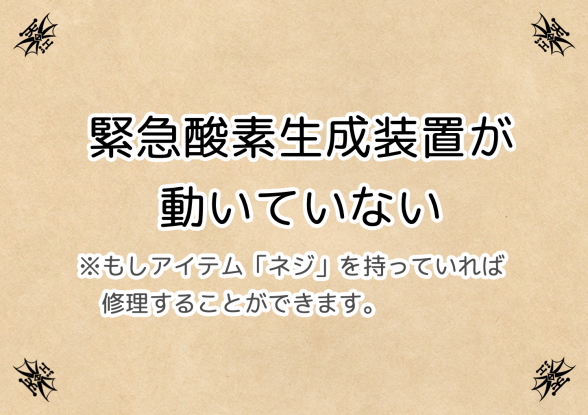 緊急酸素生成装置が
動いていない
※もしアイテム「ネジ」を持っていれば
修理することができます。